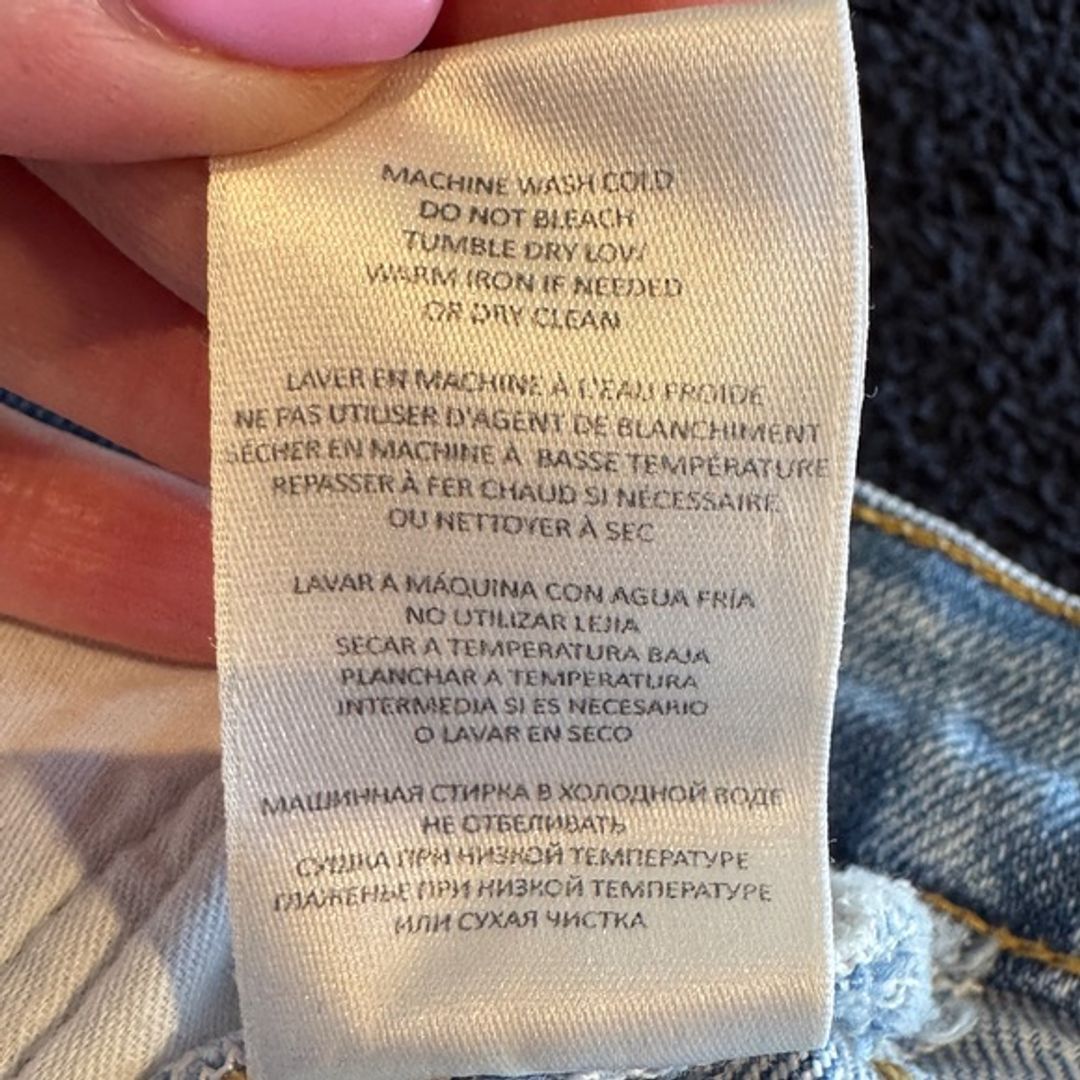 MACHINE WASH COLD
DO NOT BLEACH
TUMBLE DRY LOW
WARM IRON IF NEEDED
OR DRY CLEAN
LAVER EN MACHINE À L'EAU FROIDE
NE PAS UTILISER D'AGENT DE BLANCHIMENT
SÉCHER EN MACHINE À BASSE TEMPÉRATURE
REPASSER À FER CHAUD SI NÉCESSAIRE
OU NETTOYER À SEC
LAVAR A MÁQUINA CON AGUA FRÍA
NO UTILIZAR LEJIA
SECAR A TEMPERATURA BAJA
PLANCHAR A TEMPERATURA
INTERMEDIA SI ES NECESARIO
O LAVAR EN SECO
МАШИННАЯ СТИРКА В ХОЛОДНОЙ ВОДЕ
НЕ ОТБЕЛИВАТЬ
СУШКА ПРИ НИЗКОЙ ТЕМПЕРАТУРЕ
ГЛАЖЕНЬЕ ПРИ НИЗКОЙ ТЕМПЕРАТУРЕ
ИЛИ СУХАЯ ЧИСТКА